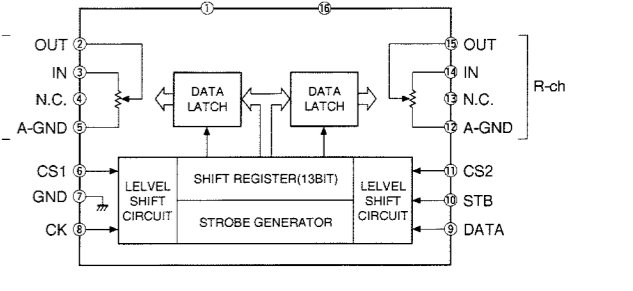 ① ⑯
OUT ② ⑮ OUT
IN ③ ⑭ IN
N.C. ④ ⑬ N.C.
A-GND ⑤ ⑫ A-GND
R-ch
DATA LATCH
DATA LATCH
CS1 ⑥ ⑪ CS2
GND ⑦ ⑩ STB
CK ⑧ ⑨ DATA
LELVEL SHIFT CIRCUIT
SHIFT REGISTER(13BIT)
STROBE GENERATOR
LELVEL SHIFT CIRCUIT